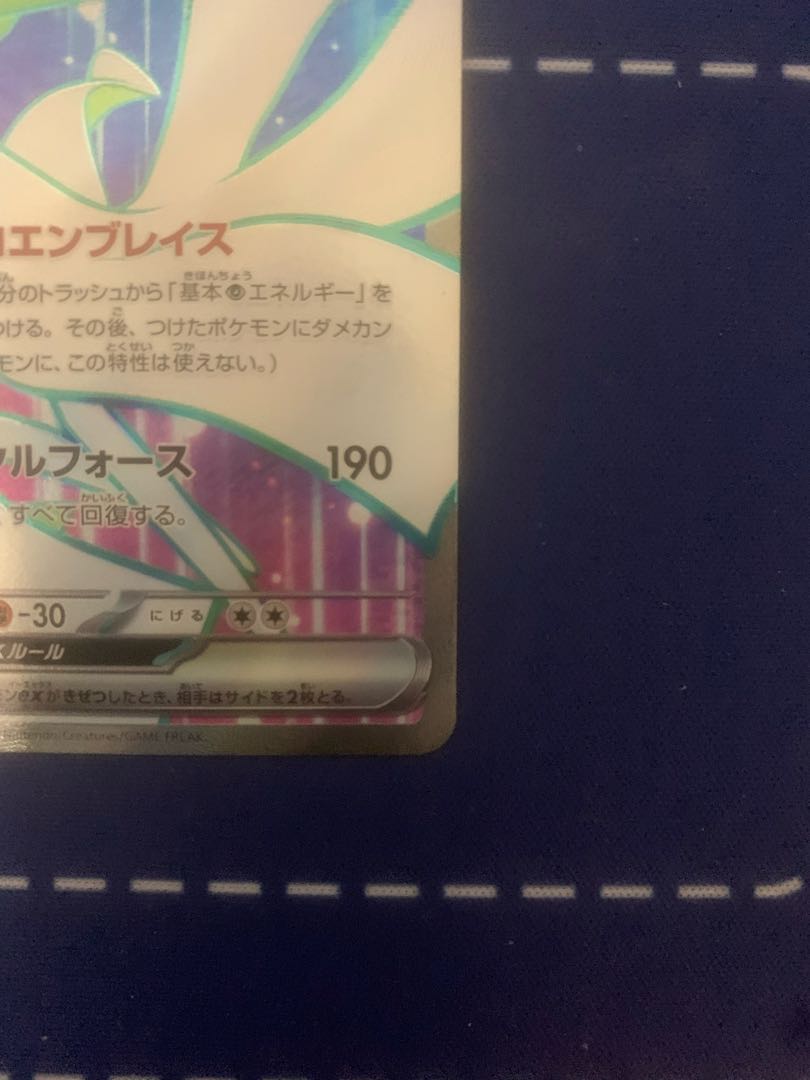 エンブレイス
分のトラッシュから「基本エネルギー」を
つける。その後、つけたポケモンにダメカン
モンに、この特性は使えない。)
ルフォース 190
すべて回復する。
-30 にげる
ルール
ンexがきぜつしたとき、相手はサイドを2枚とる。
Nintendo/Creatures/GAME FREAK.